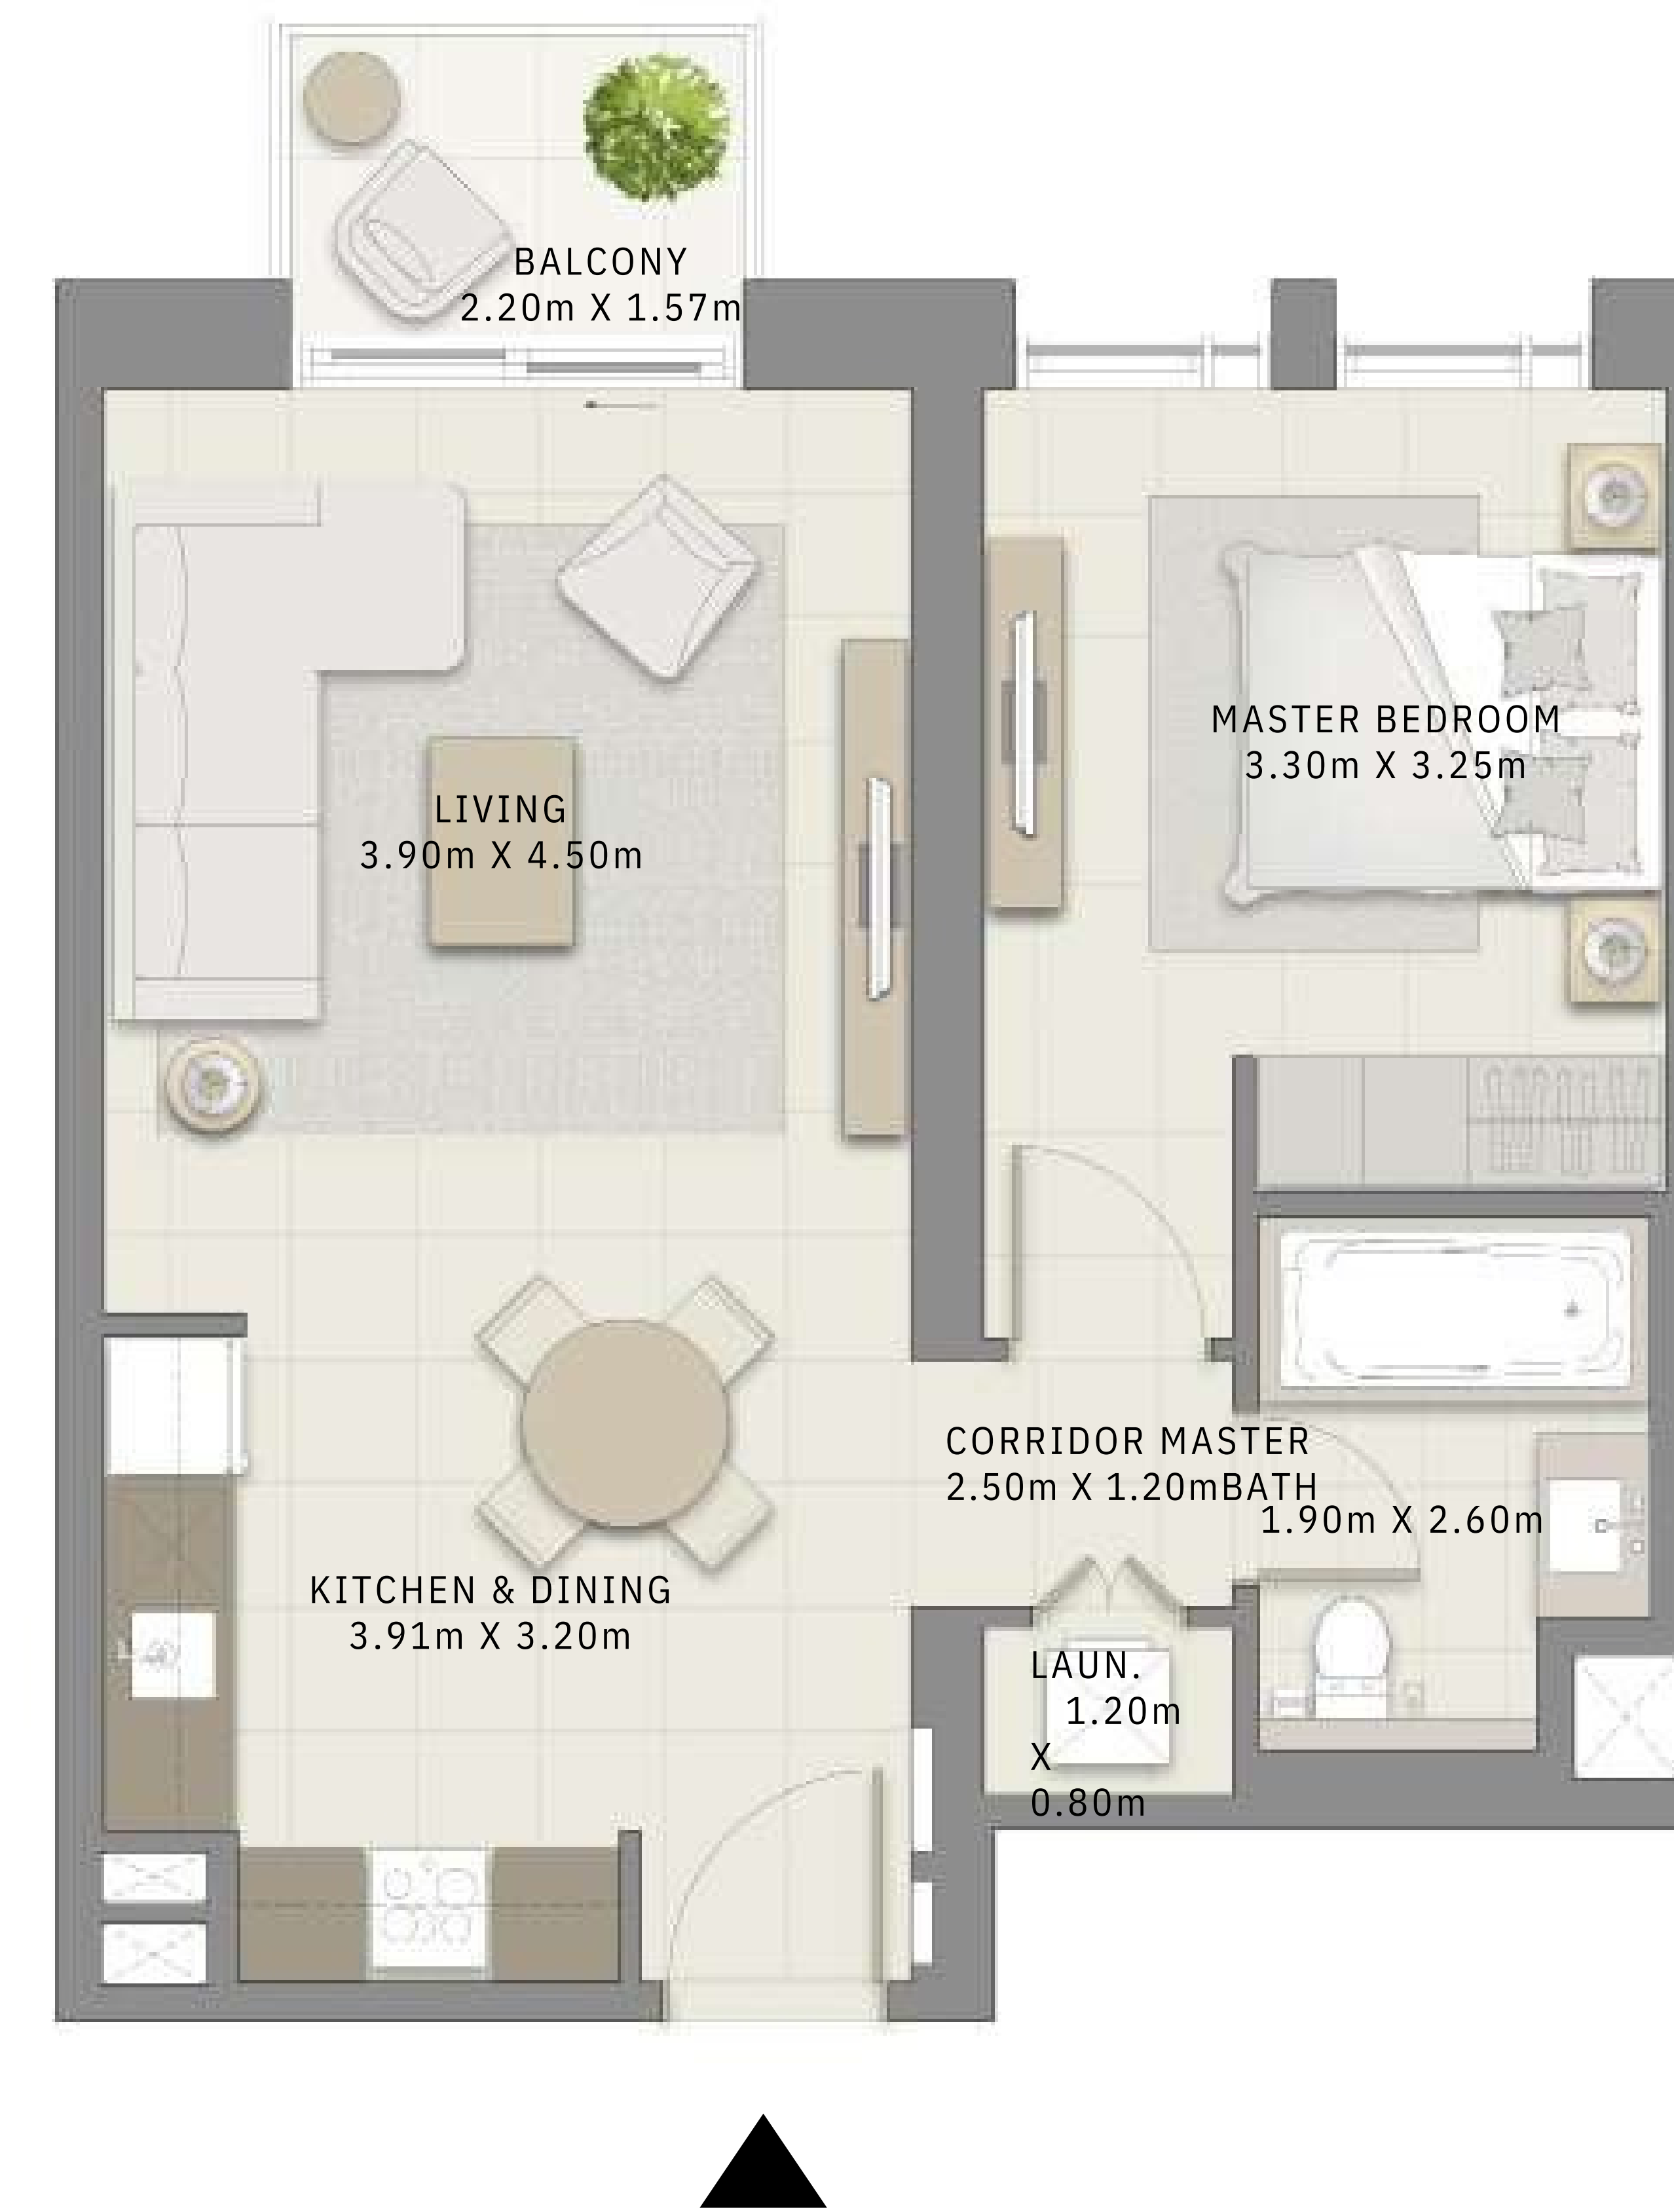 BALCONY
2.20m X 1.57m
MASTER BEDROOM
3.30m X 3.25m
LIVING
3.90m X 4.50m
CORRIDOR MASTER
2.50m X 1.20mBATH
1.90m X 2.60m
KITCHEN & DINING
3.91m X 3.20m
LAUN.
1.20m
X
0.80m